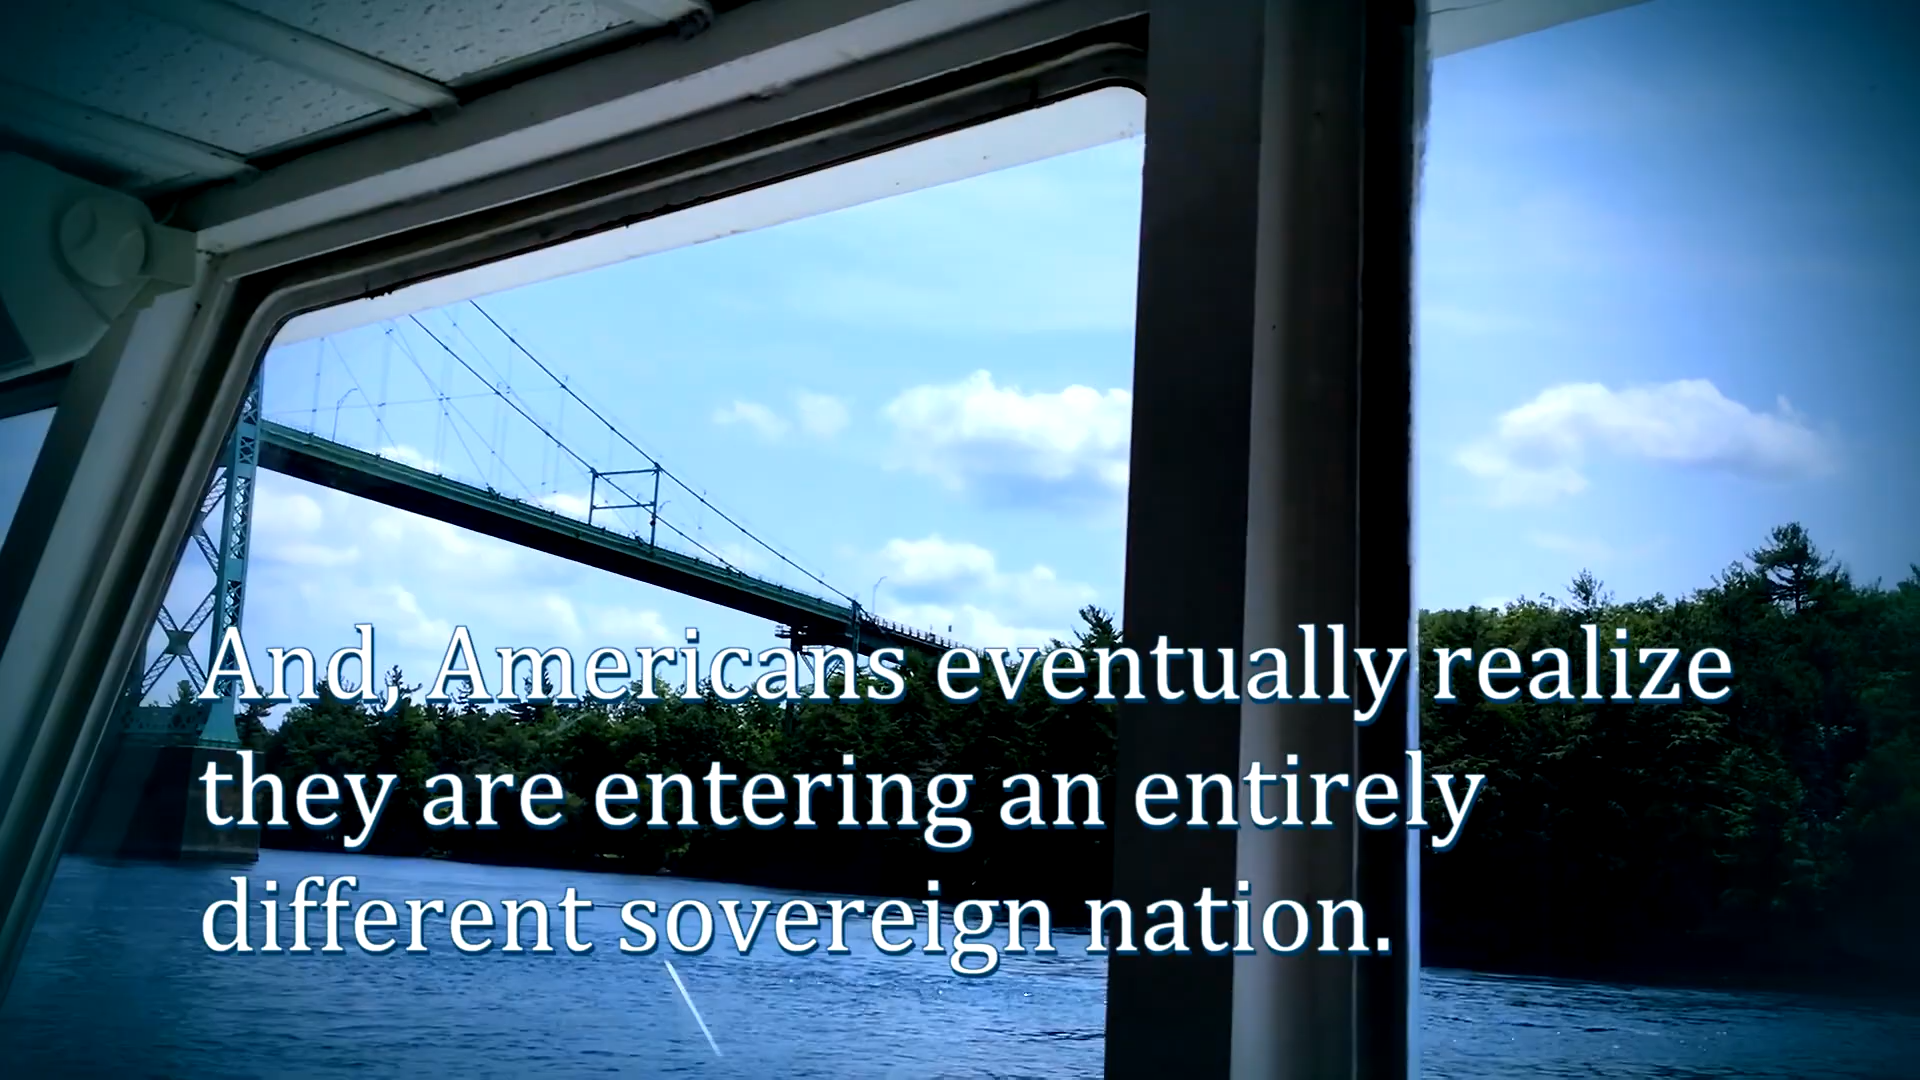 And, Americans eventually realize
they are entering an entirely
different sovereign nation.